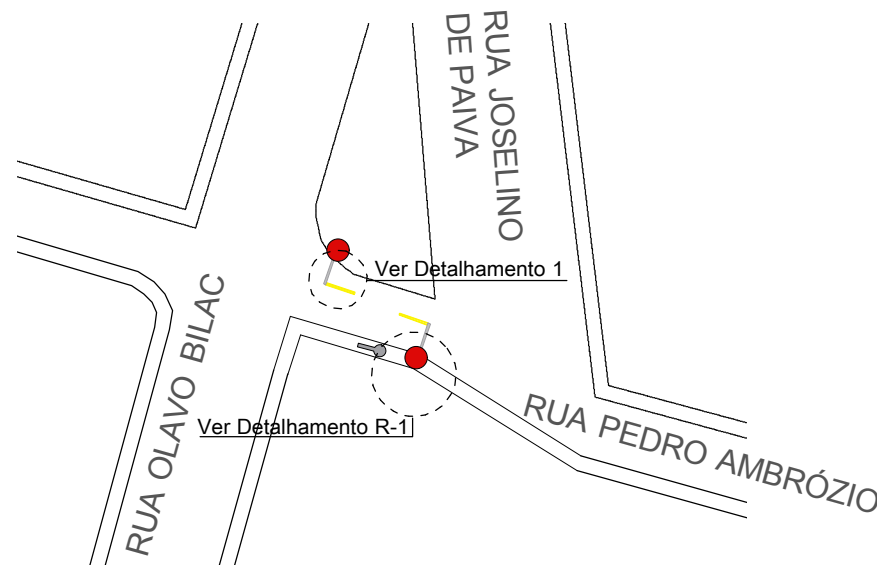 RUA JOSELINO
DE PAIVA
Ver Detalhamento 1
RUA OLAVO BILAC
Ver Detalhamento R-1
RUA PEDRO AMBRÓZIO